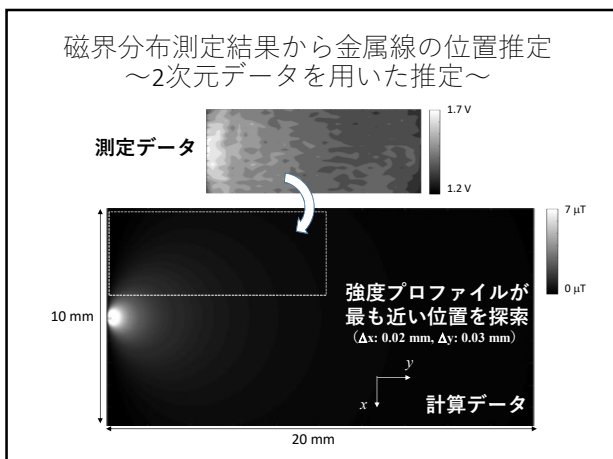 磁界分布測定結果から金属線の位置推定
～2次元データを用いた推定～
測定データ
1.7 V
1.2 V
7 μT
0 μT
10 mm
強度プロファイルが
最も近い位置を探索
（Δx: 0.02 mm, Δy: 0.03 mm）
y
x
計算データ
20 mm